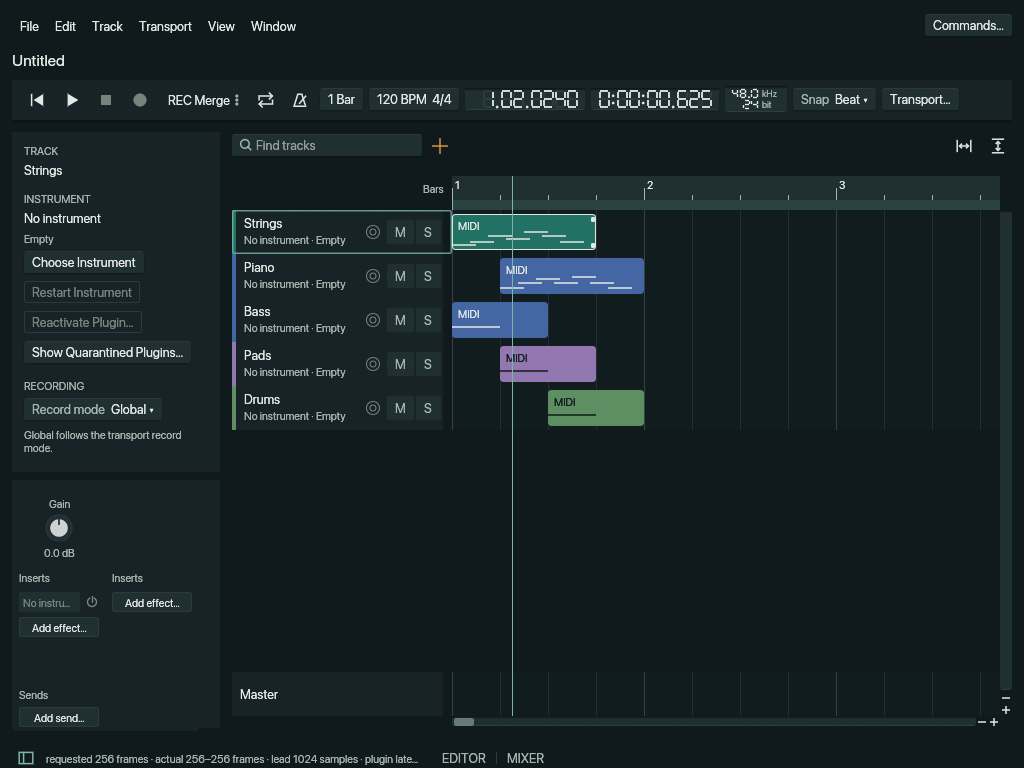 File Edit Track Transport View Window Commands...
Untitled
REC Merge 1 Bar 120 BPM 4/4 1.02.0240 0:00:00.625 48.0 kHz 24 bit Snap Beat Transport...
TRACK
Strings
INSTRUMENT
No instrument
Empty
Choose Instrument
Restart Instrument
Reactivate Plugin...
Show Quarantined Plugins...
RECORDING
Record mode Global
Global follows the transport record
mode.
Gain
0.0 dB
Inserts Inserts
No instru... Add effect...
Add effect...
Sends
Add send...
Find tracks
Bars 1 2 3
Strings
No instrument · Empty M S MIDI
Piano
No instrument · Empty M S MIDI
Bass
No instrument · Empty M S MIDI
Pads
No instrument · Empty M S MIDI
Drums
No instrument · Empty M S MIDI
Master
requested 256 frames · actual 256–256 frames · lead 1024 samples · plugin late... EDITOR MIXER